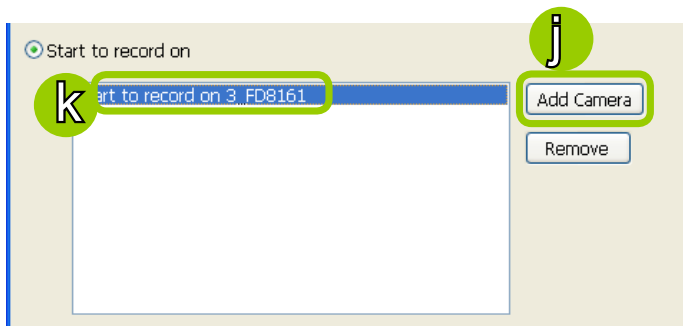 j
Start to record on
k
art to record on 3_FD8161
Add Camera
Remove